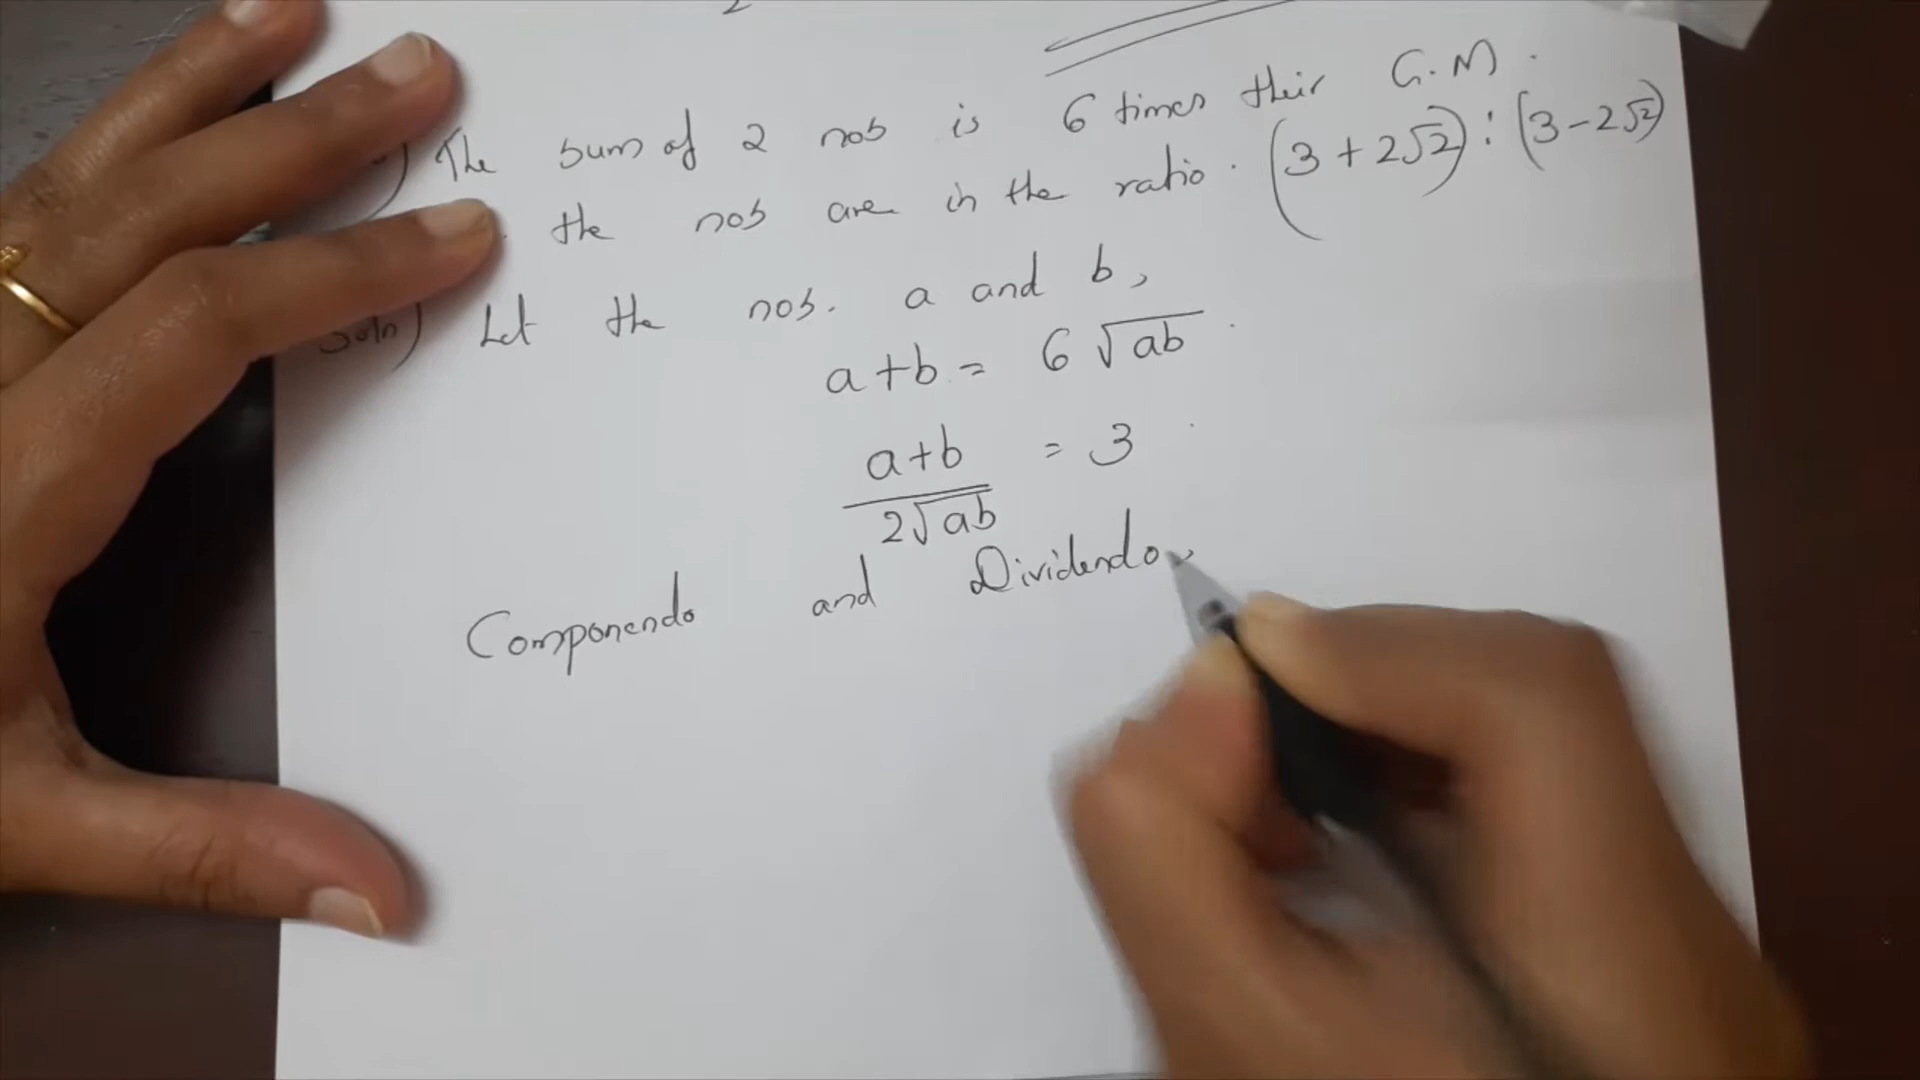 2
) The sum of 2 nos is 6 times their G.M.
the nos are in the ratio. (3 + 2√2) : (3 - 2√2)
Soln) Let the nos. a and b,
a+b = 6 √ab
a+b / 2√ab = 3
Componendo and Dividendo,